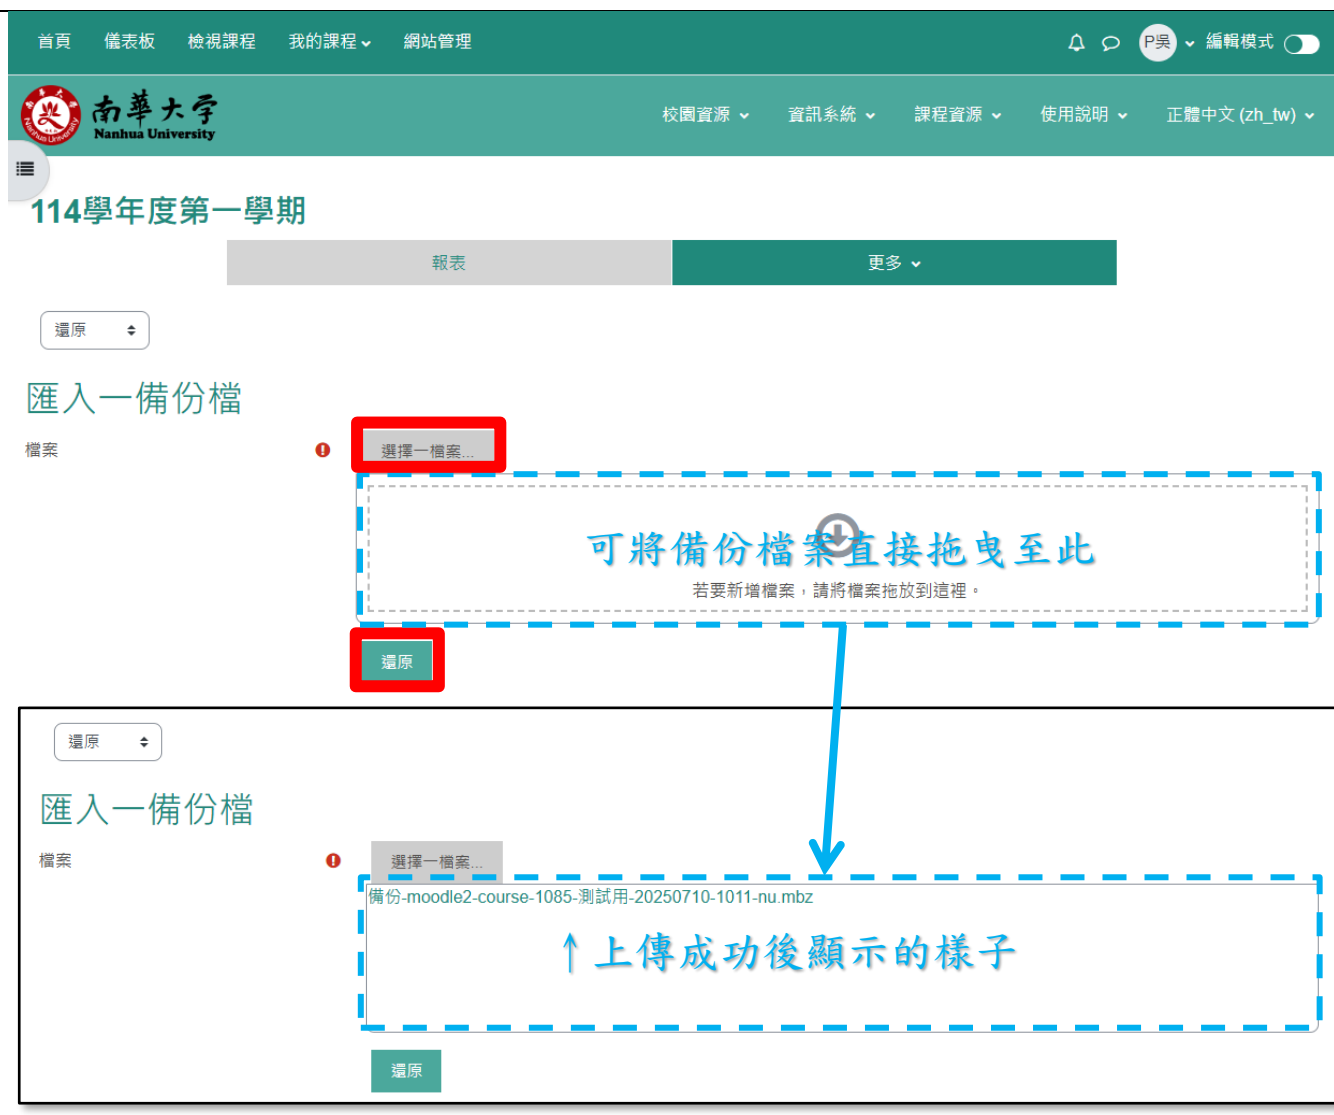 首頁 儀表板 檢視課程 我的課程 網站管理 P吳 編輯模式
南華大学
Nanhua University
校園資源 資訊系統 課程資源 使用說明 正體中文 (zh_tw)
114學年度第一學期
報表 更多
還原
匯入一備份檔
檔案 選擇一檔案...
可將備份檔案直接拖曳至此
若要新增檔案，請將檔案拖放到這裡。
還原
還原
匯入一備份檔
檔案 選擇一檔案...
備份-moodle2-course-1085-測試用-20250710-1011-nu.mbz
↑上傳成功後顯示的樣子
還原